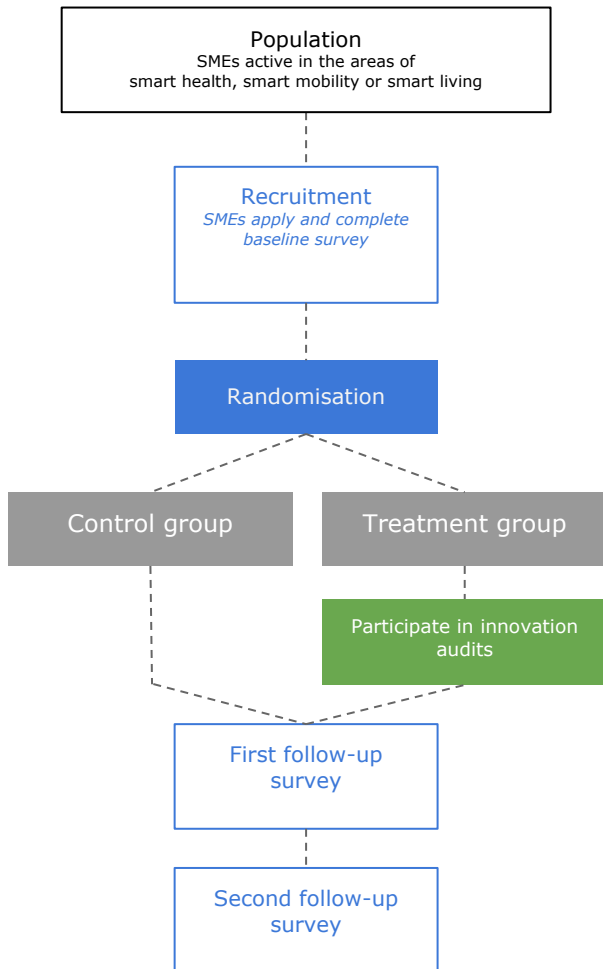 Population
SMEs active in the areas of
smart health, smart mobility or smart living
Recruitment
SMEs apply and complete
baseline survey
Randomisation
Control group
Treatment group
Participate in innovation
audits
First follow-up
survey
Second follow-up
survey